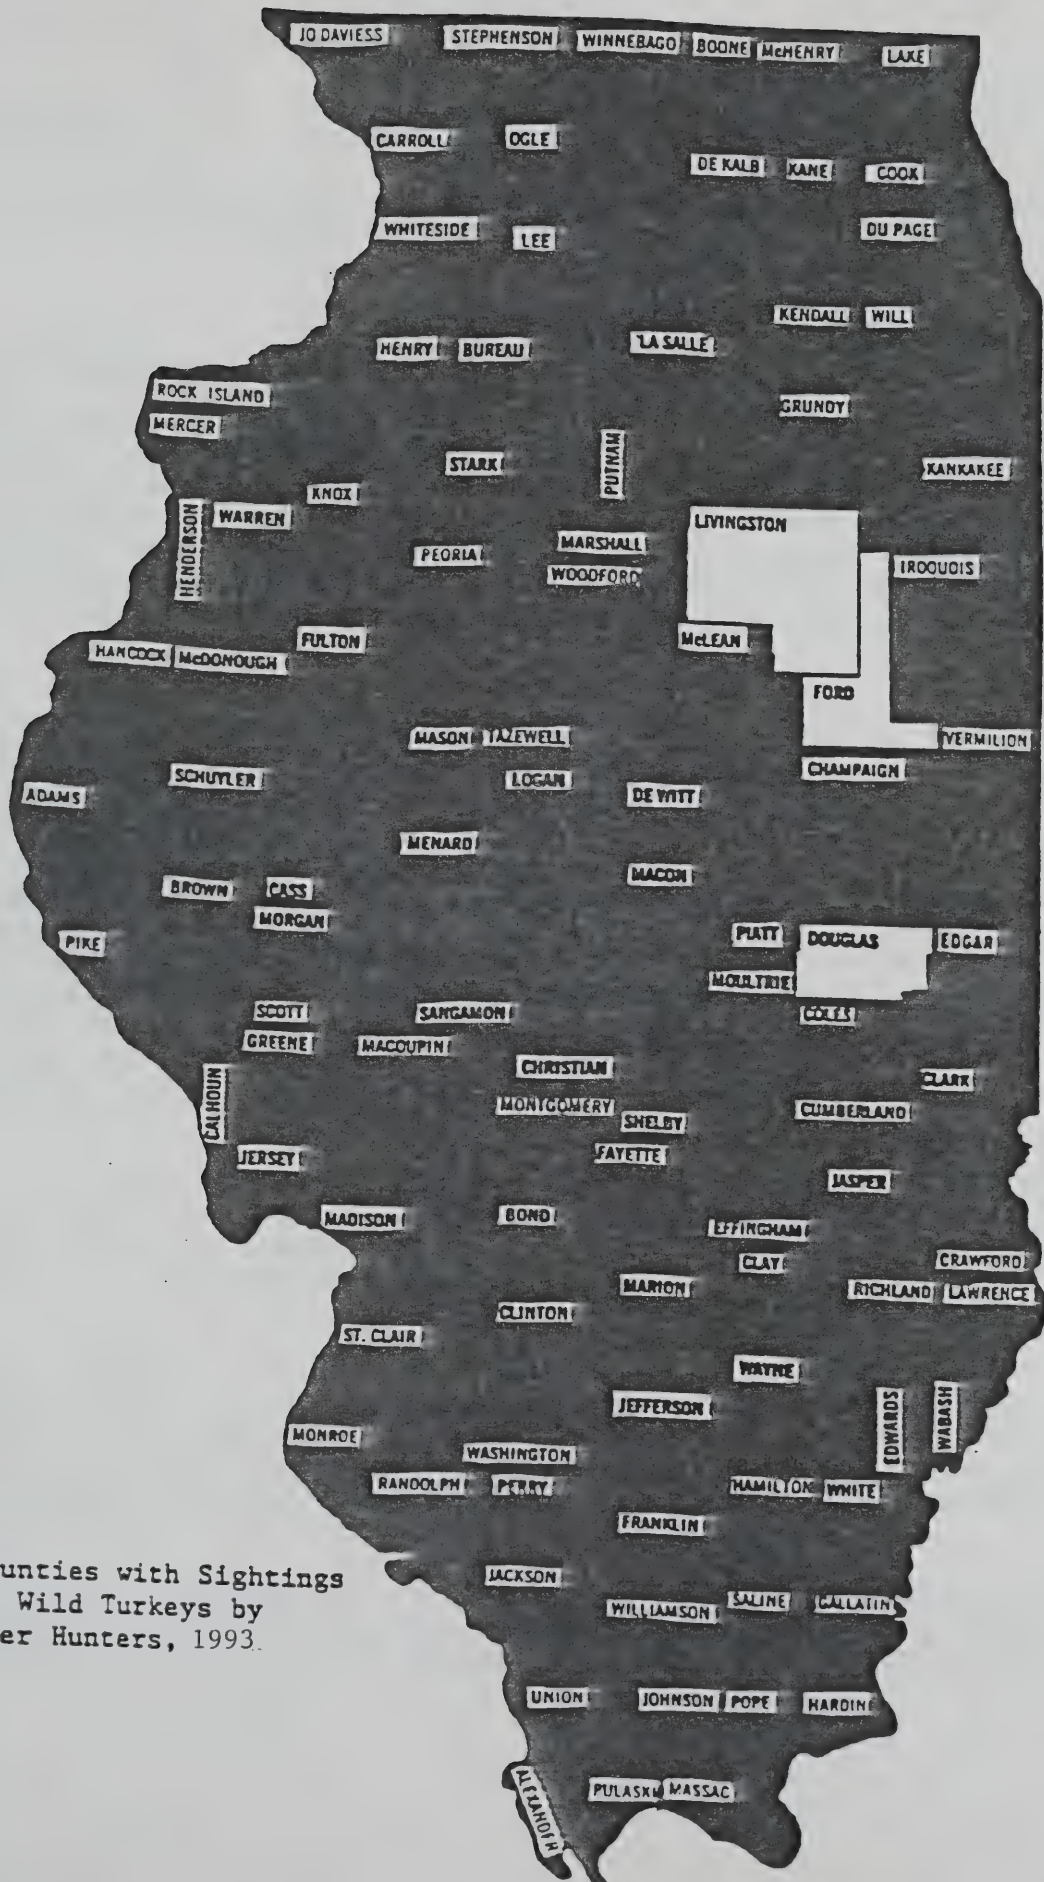 JO DAVIESS STEPHENSON WINNEBAGO BOONE McHENRY LAKE
CARROLL OGLE
DE KALB KANE COOK
WHITESIDE LEE DU PAGE
KENDALL WILL
HENRY BUREAU LA SALLE
ROCK ISLAND
MERCER
GRUNDY
STARK PUTNAM KANKAKEE
KNOX
HENDERSON WARREN LIVINGSTON
PEORIA MARSHALL
WOODFORD IROQUOIS
HANCOCK McDONOUGH FULTON McLEAN
FORD
MASON TAZEWELL VERMILION
ADAMS SCHUYLER LOGAN DE WITT CHAMPAIGN
MENARD
BROWN CASS MACON
MORGAN
PIKE PIATT DOUGLAS EDGAR
MOULTRIE
SCOTT SANGAMON COLES
GREENE MACOUPIN
CHRISTIAN CLARK
CALHOUN MONTGOMERY SHELBY CUMBERLAND
JERSEY FAYETTE
JASPER
MADISON BOND EFFINGHAM
CLAY CRAWFORD
MARION RICHLAND LAWRENCE
CLINTON
ST. CLAIR
WAYNE
JEFFERSON EDWARDS WABASH
MONROE WASHINGTON
RANDOLPH PERRY HAMILTON WHITE
FRANKLIN
JACKSON
WILLIAMSON SALINE GALLATIN
UNION JOHNSON POPE HARDIN
ALEXANDER PULASKI MASSAC
unties with Sightings
Wild Turkeys by
er Hunters, 1993.